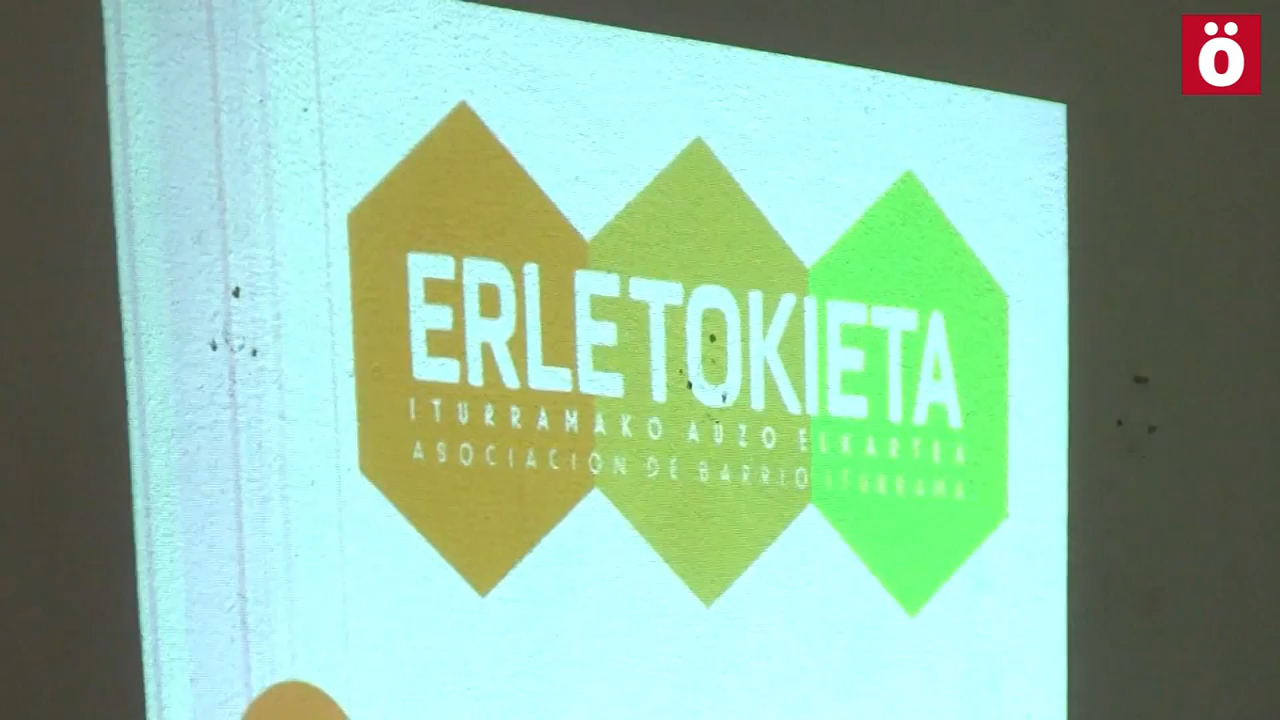 ö
ERLETOKIETA
ITURRAMAKO AUZO ELKARTEA
ASOCIACIÓN DE BARRIO ITURRAMA